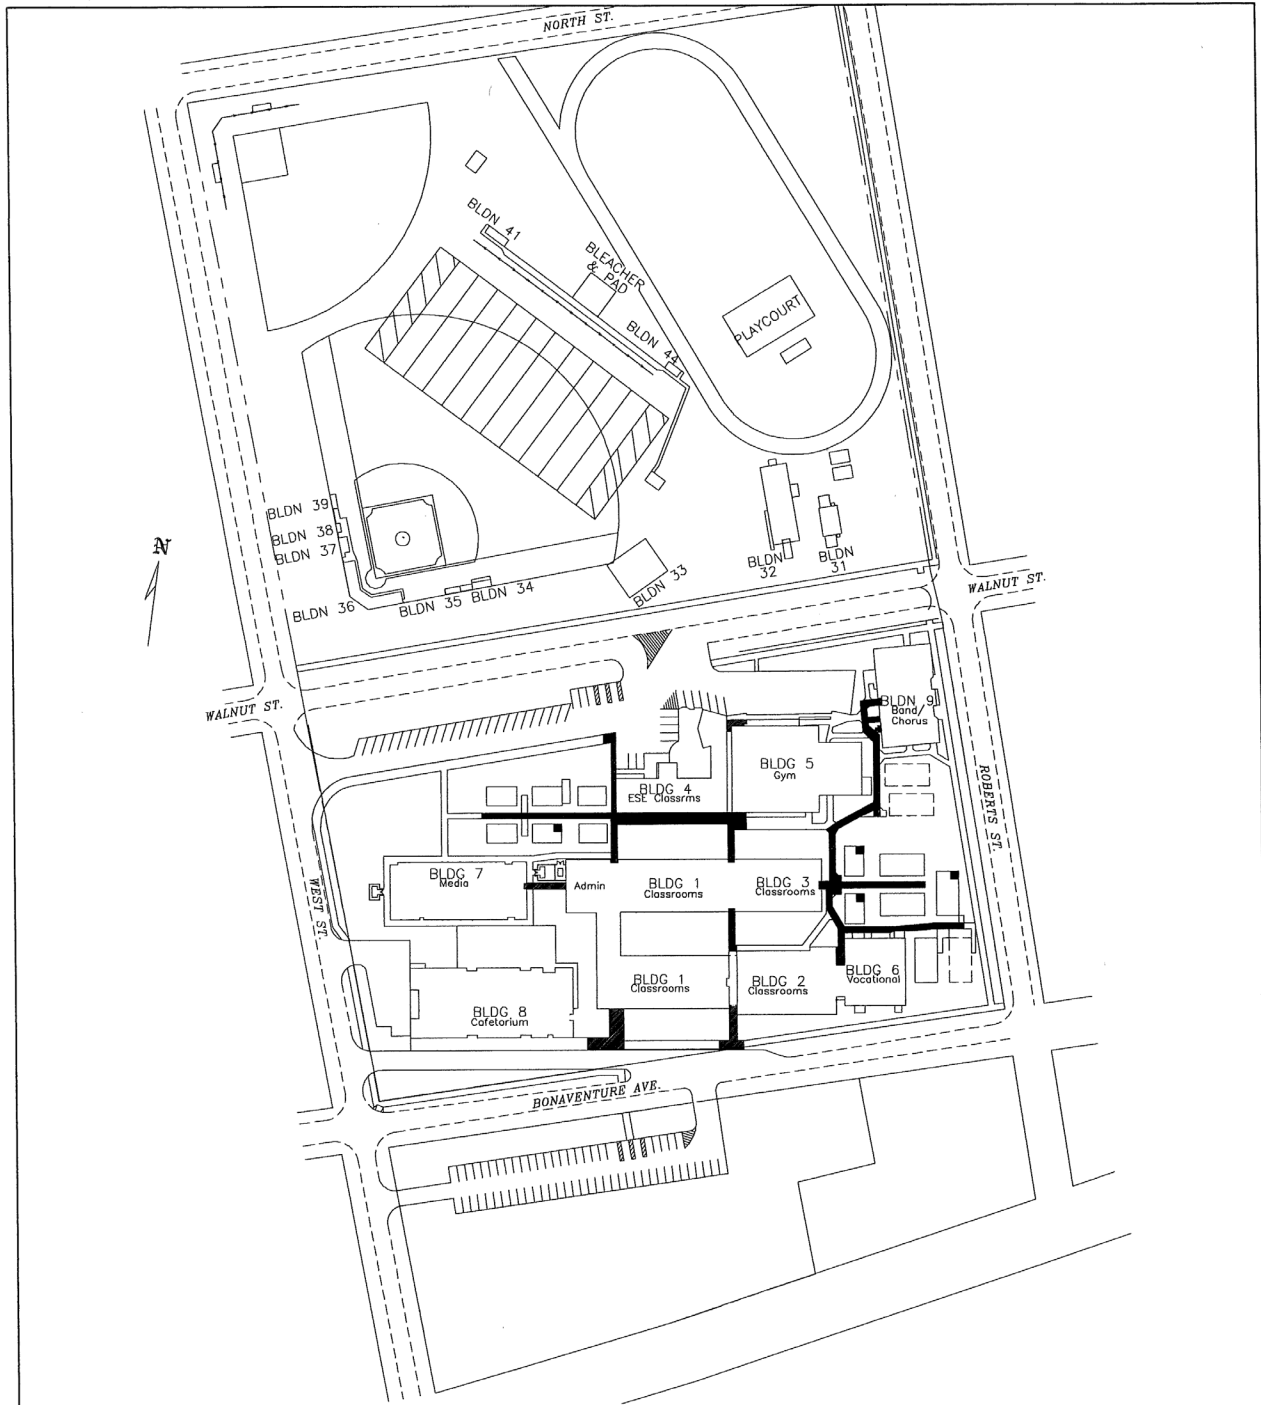 NORTH ST.
BLDN 41
BLEACHER
& PAD
PLAYCOURT
BLDN 44
BLDN 39
BLDN 38
BLDN 37
BLDN 36
BLDN 35
BLDN 34
BLDN 33
BLDN
32
BLDN
31
N
WALNUT ST.
WALNUT ST.
BLDN 9
Band/
Chorus
BLDG 5
Gym
BLDG 4
ESE Classrms
ROBERTS ST.
BLDG 7
Media
Admin
BLDG 1
Classrooms
BLDG 3
Classrooms
WEST ST.
BLDG 1
Classrooms
BLDG 2
Classrooms
BLDG 6
Vocational
BLDG 8
Cafetorium
BONAVENTURE AVE.